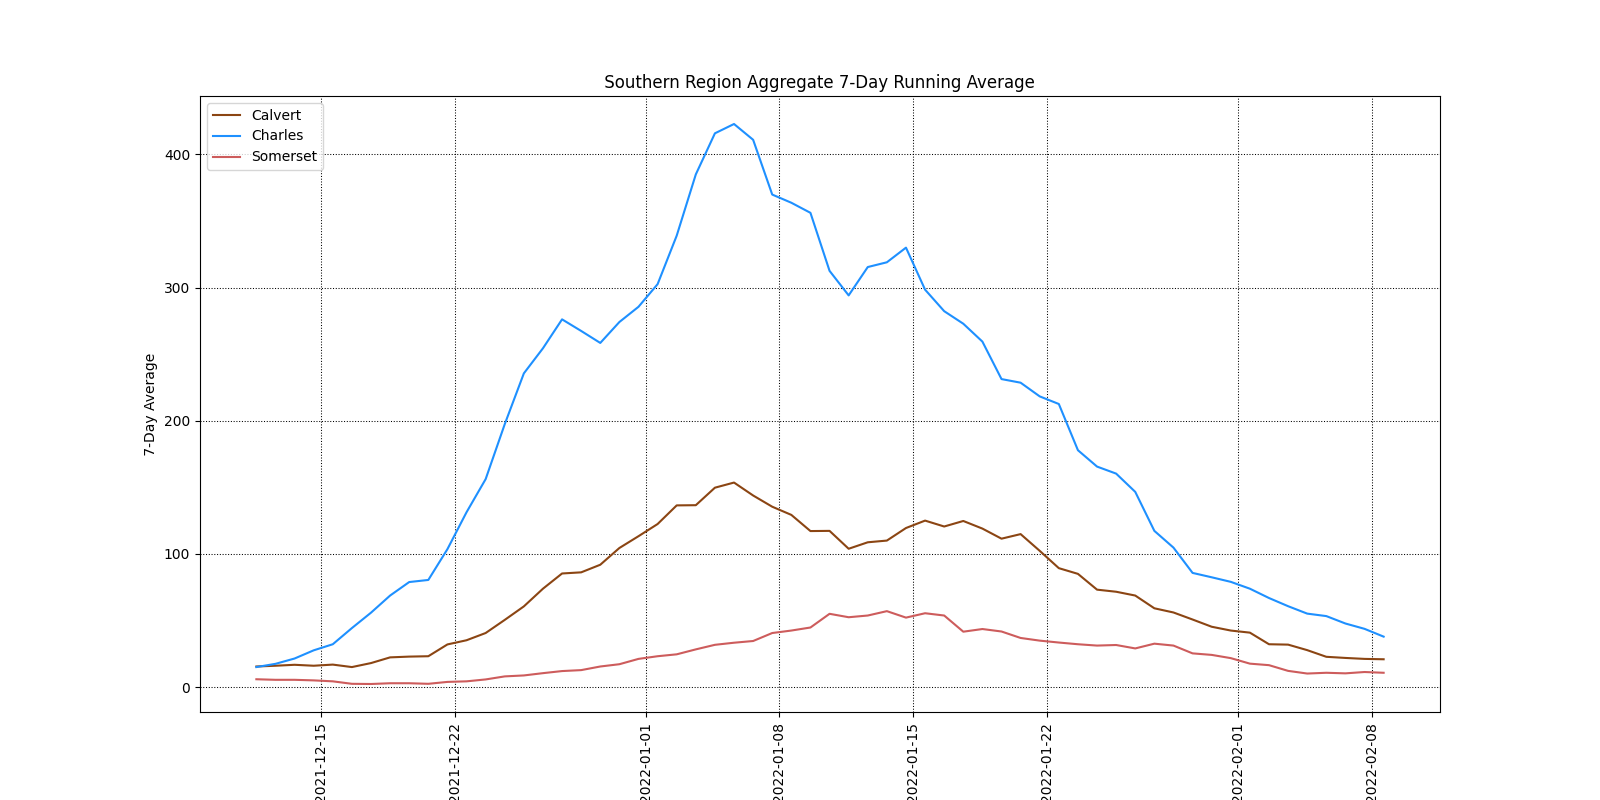 Southern Region Aggregate 7-Day Running Average
Calvert
Charles
Somerset
400
300
200
100
0
7-Day Average
2021-12-15
2021-12-22
2022-01-01
2022-01-08
2022-01-15
2022-01-22
2022-02-01
2022-02-08